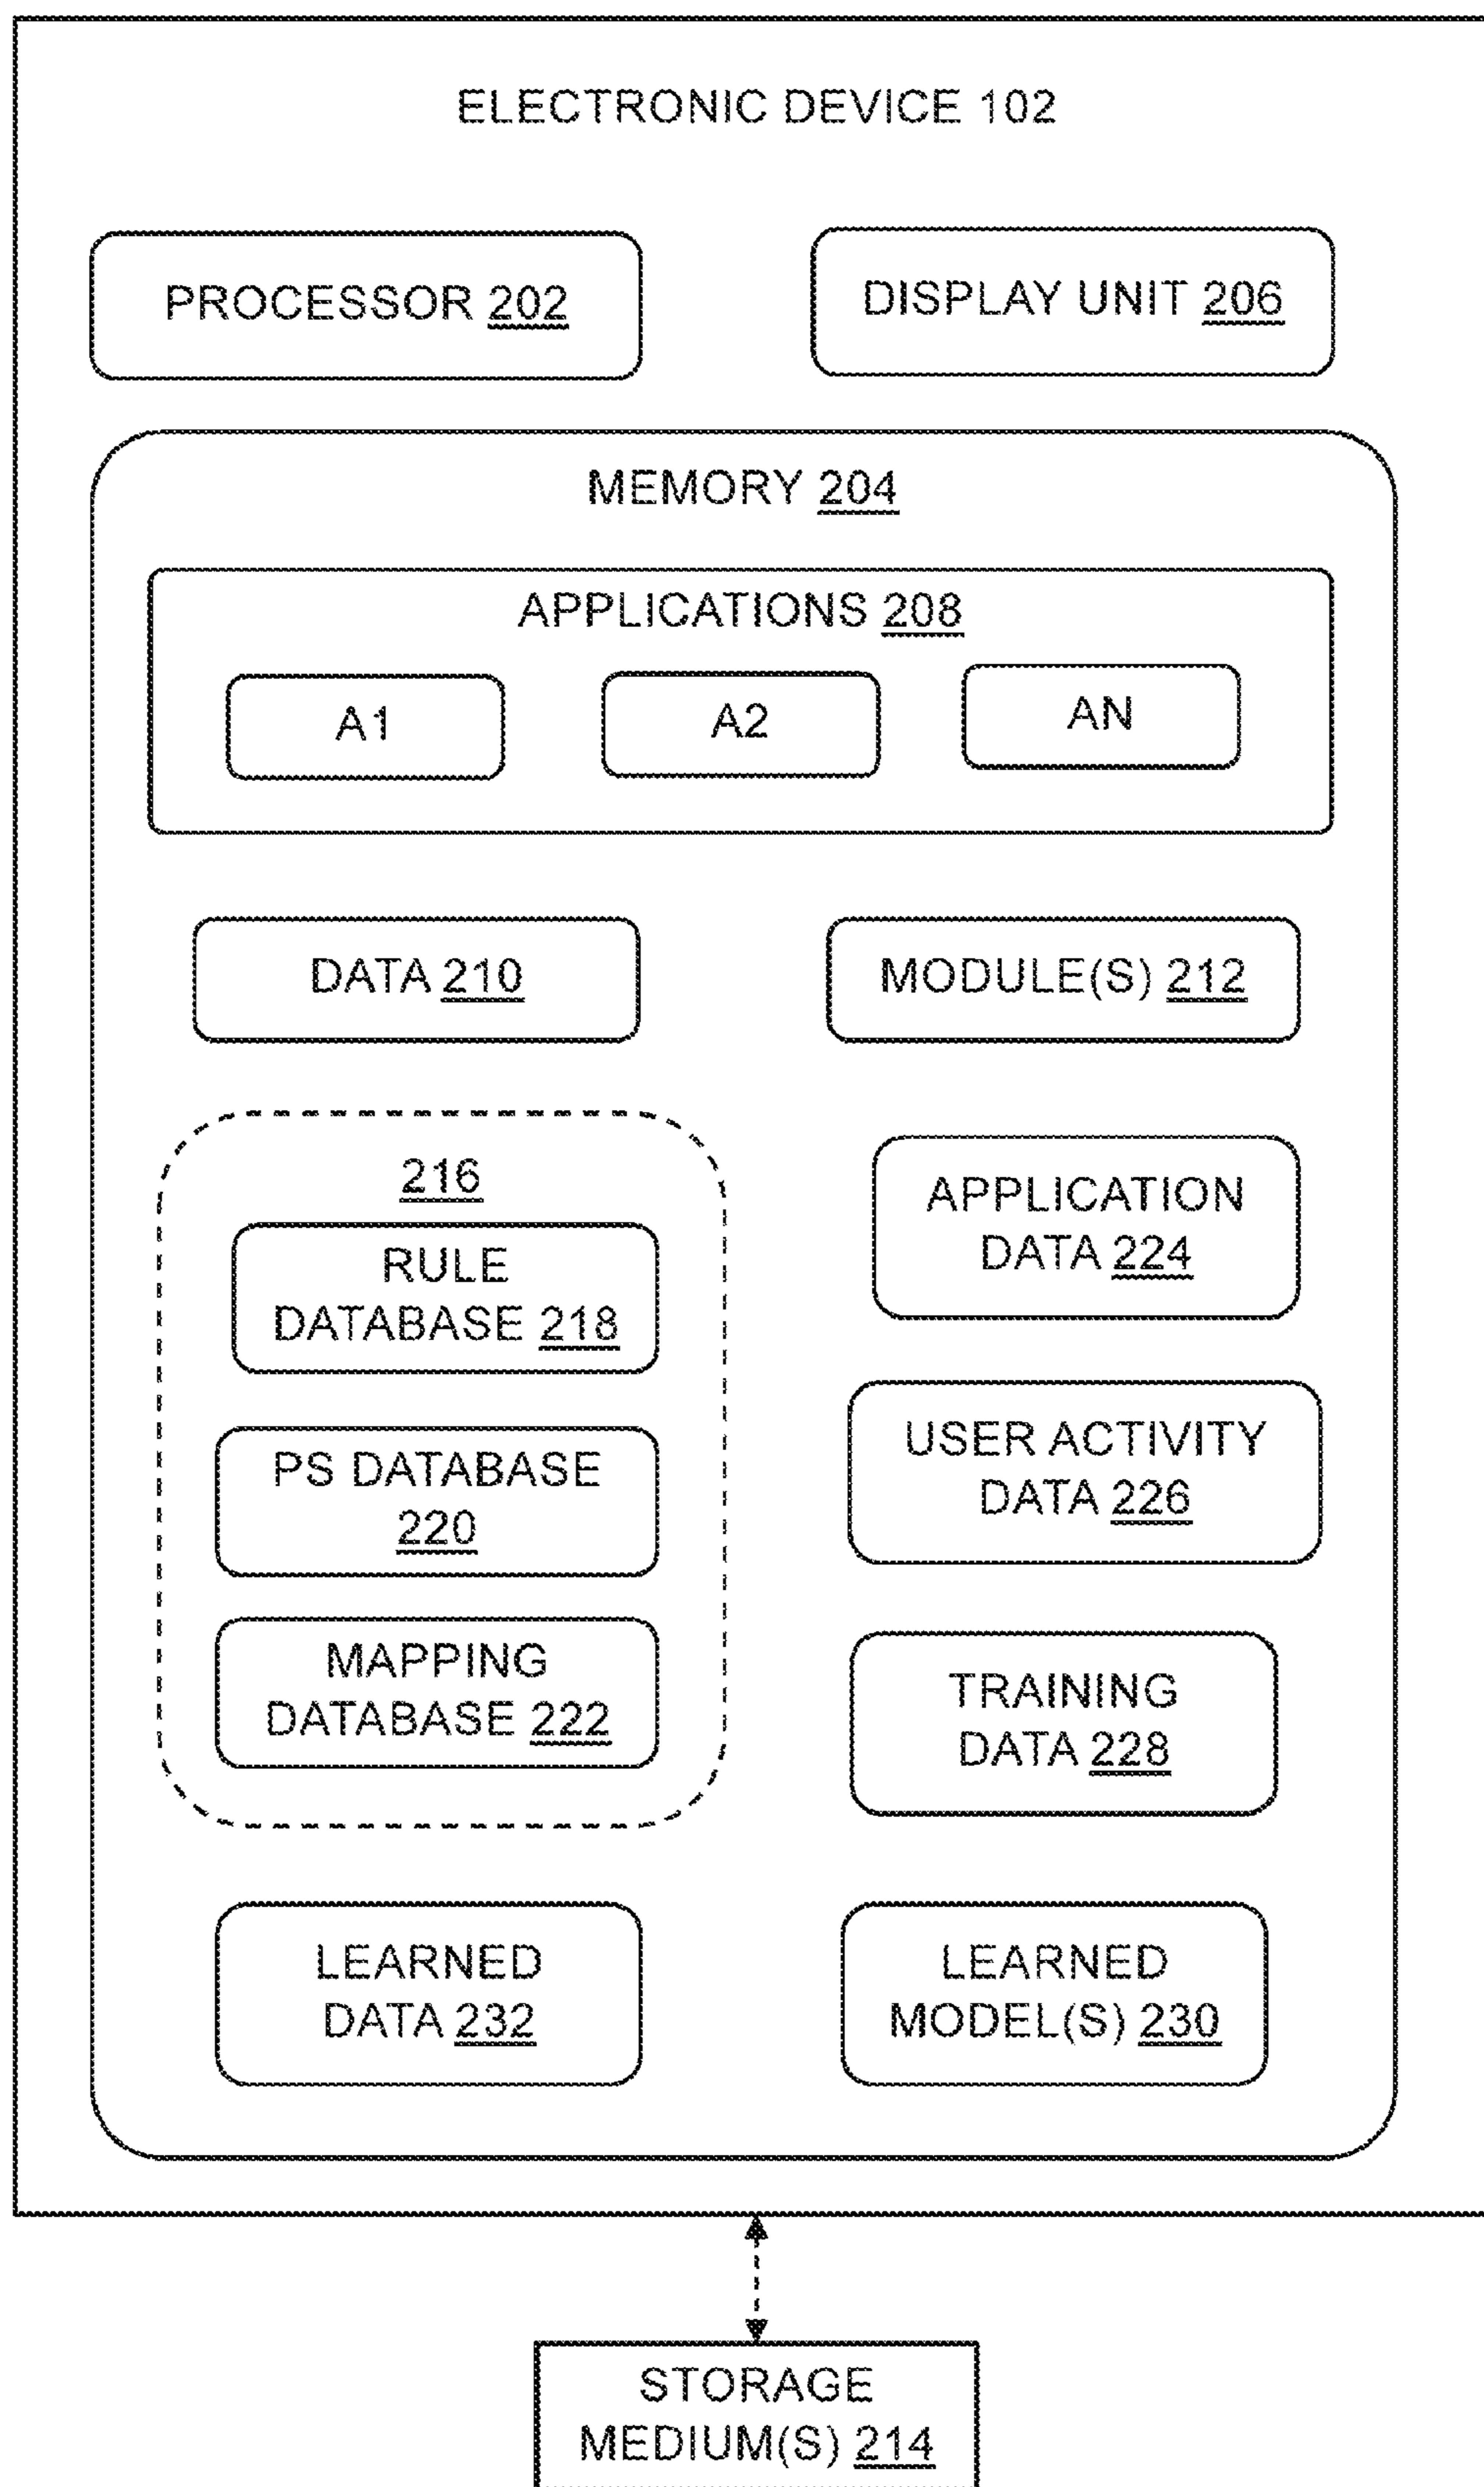 ELECTRONIC DEVICE 102
PROCESSOR 202
DISPLAY UNIT 206
MEMORY 204
APPLICATIONS 208
A1
A2
AN
DATA 210
MODULE(S) 212
216
RULE
DATABASE 218
PS DATABASE
220
MAPPING
DATABASE 222
APPLICATION
DATA 224
USER ACTIVITY
DATA 226
TRAINING
DATA 228
LEARNED
DATA 232
LEARNED
MODEL(S) 230
STORAGE
MEDIUM(S) 214